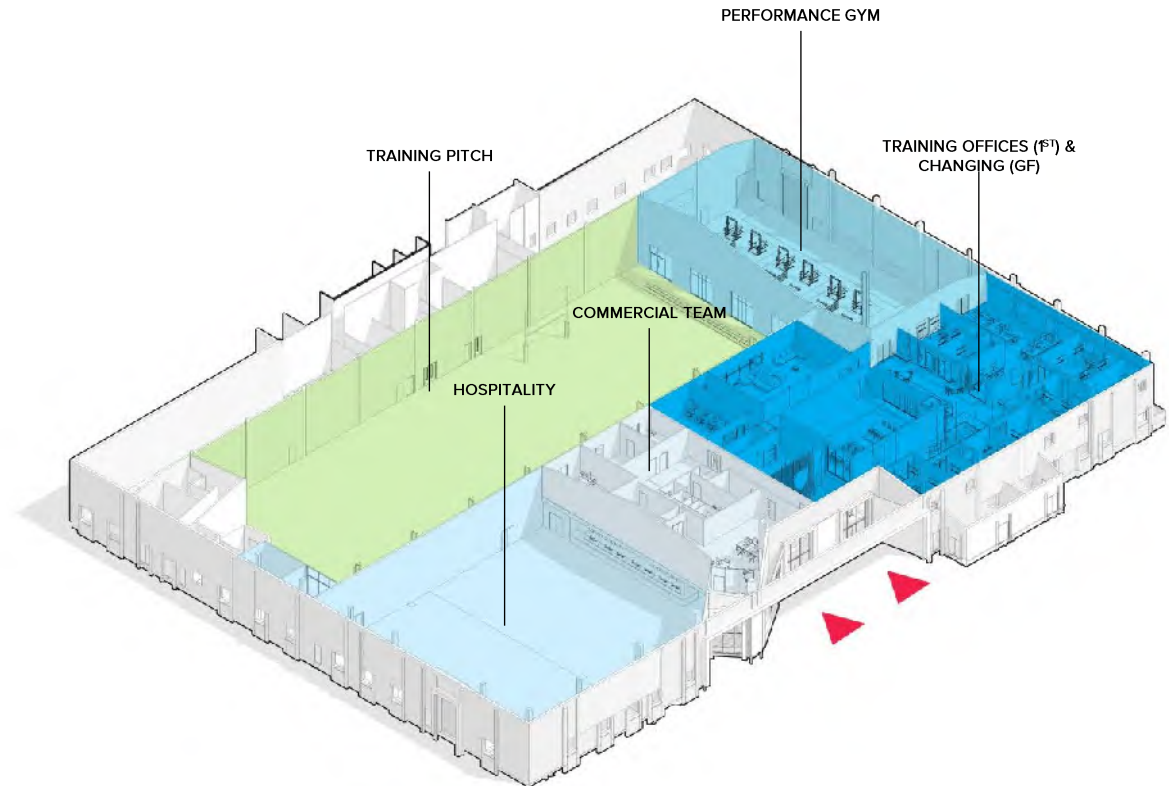 PERFORMANCE GYM
TRAINING PITCH
TRAINING OFFICES (1ST) &
CHANGING (GF)
COMMERCIAL TEAM
HOSPITALITY